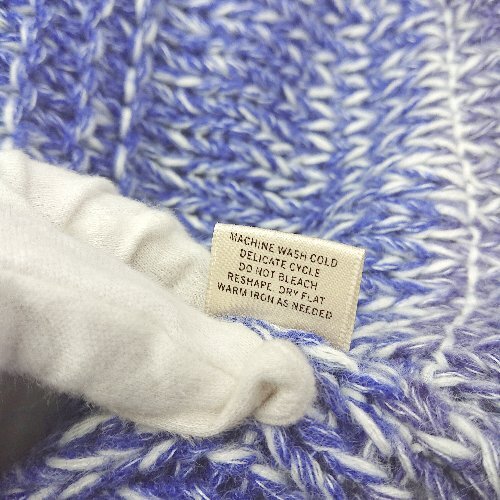 MACHINE WASH COLD
DELICATE CYCLE
DO NOT BLEACH
RESHAPE, DRY FLAT
WARM IRON AS NEEDED